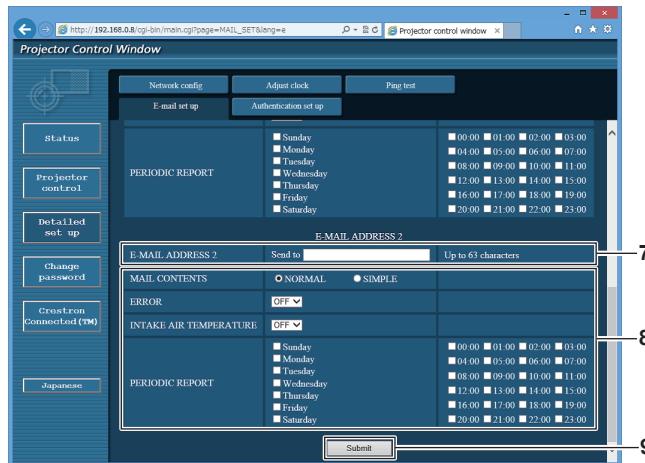 http://192.168.0.8/cgi-bin/main.cgi?page=MAIL_SET&lang=e
Projector control window
Projector Control Window
Network config Adjust clock Ping test
E-mail set up Authentication set up
Status
Projector
control
Detailed
set up
Change
password
Crestron
Connected(TM)
Japanese
PERIODIC REPORT
Sunday
Monday
Tuesday
Wednesday
Thursday
Friday
Saturday
00:00 01:00 02:00 03:00
04:00 05:00 06:00 07:00
08:00 09:00 10:00 11:00
12:00 13:00 14:00 15:00
16:00 17:00 18:00 19:00
20:00 21:00 22:00 23:00
E-MAIL ADDRESS 2
E-MAIL ADDRESS 2 Send to Up to 63 characters
7
MAIL CONTENTS NORMAL SIMPLE
ERROR OFF
INTAKE AIR TEMPERATURE OFF
8
PERIODIC REPORT
Sunday
Monday
Tuesday
Wednesday
Thursday
Friday
Saturday
00:00 01:00 02:00 03:00
04:00 05:00 06:00 07:00
08:00 09:00 10:00 11:00
12:00 13:00 14:00 15:00
16:00 17:00 18:00 19:00
20:00 21:00 22:00 23:00
Submit
9